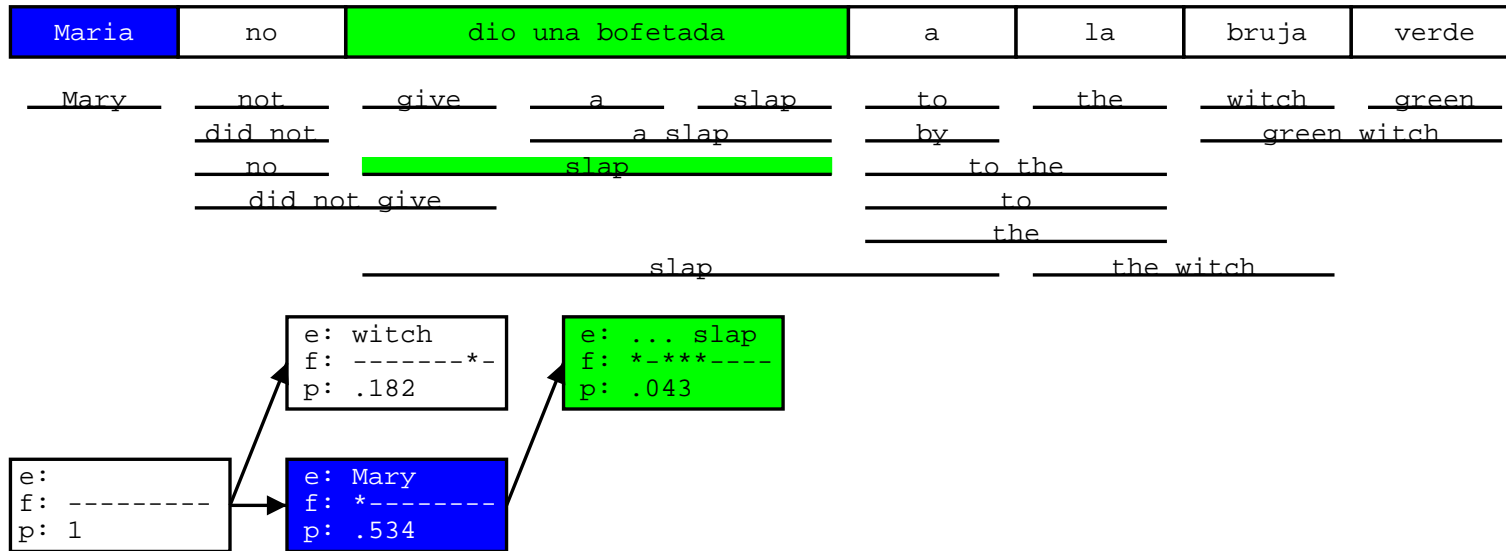 Maria no dio una bofetada a la bruja verde
Mary not give a slap to the witch green
did not a slap by green witch
no slap to the
did not give to
the
slap the witch
e: witch
f: -------*-
p: .182
e: ... slap
f: *-***----
p: .043
e:
f: ---------
p: 1
e: Mary
f: *--------
p: .534